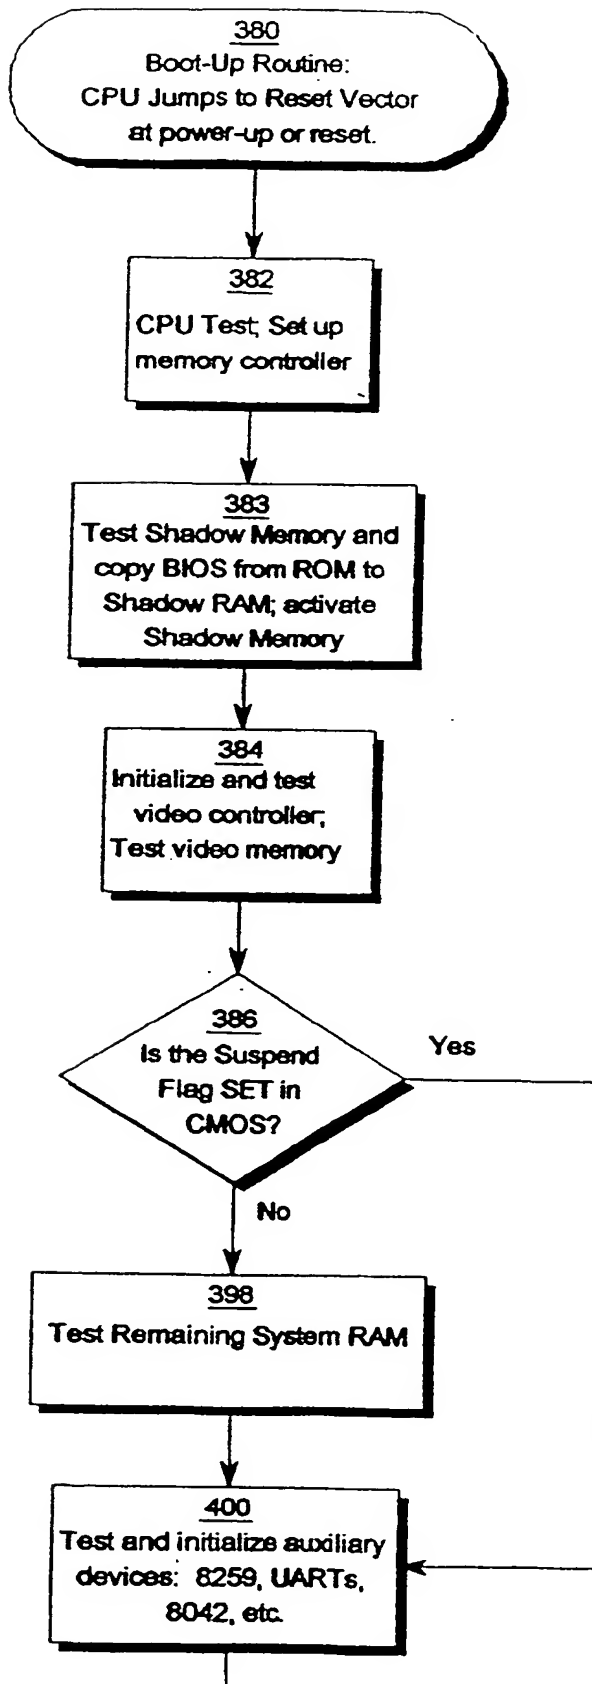 380
Boot-Up Routine:
CPU Jumps to Reset Vector
at power-up or reset.
382
CPU Test; Set up
memory controller
383
Test Shadow Memory and
copy BIOS from ROM to
Shadow RAM; activate
Shadow Memory
384
Initialize and test
video controller;
Test video memory
386
Is the Suspend
Flag SET in
CMOS?
Yes
No
398
Test Remaining System RAM
400
Test and initialize auxiliary
devices: 8259, UARTs,
8042, etc.